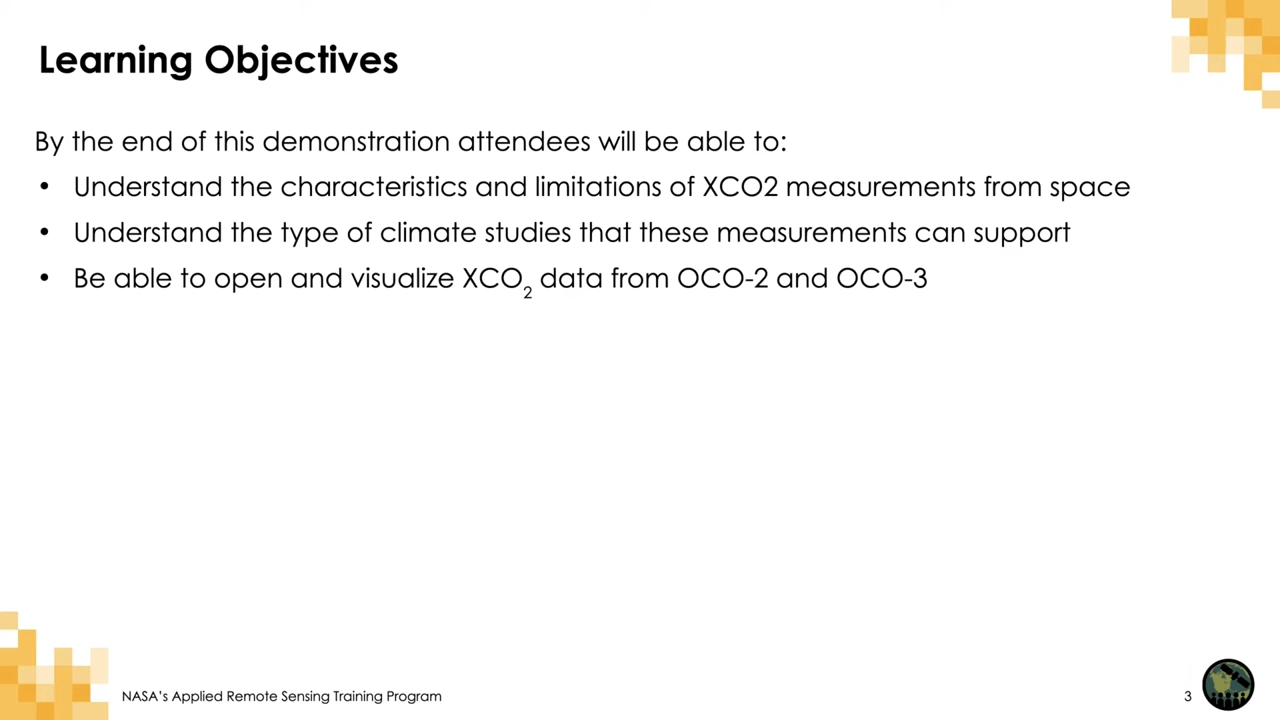 Learning Objectives
By the end of this demonstration attendees will be able to:
• Understand the characteristics and limitations of XCO2 measurements from space
• Understand the type of climate studies that these measurements can support
• Be able to open and visualize XCO₂ data from OCO-2 and OCO-3
NASA's Applied Remote Sensing Training Program
3